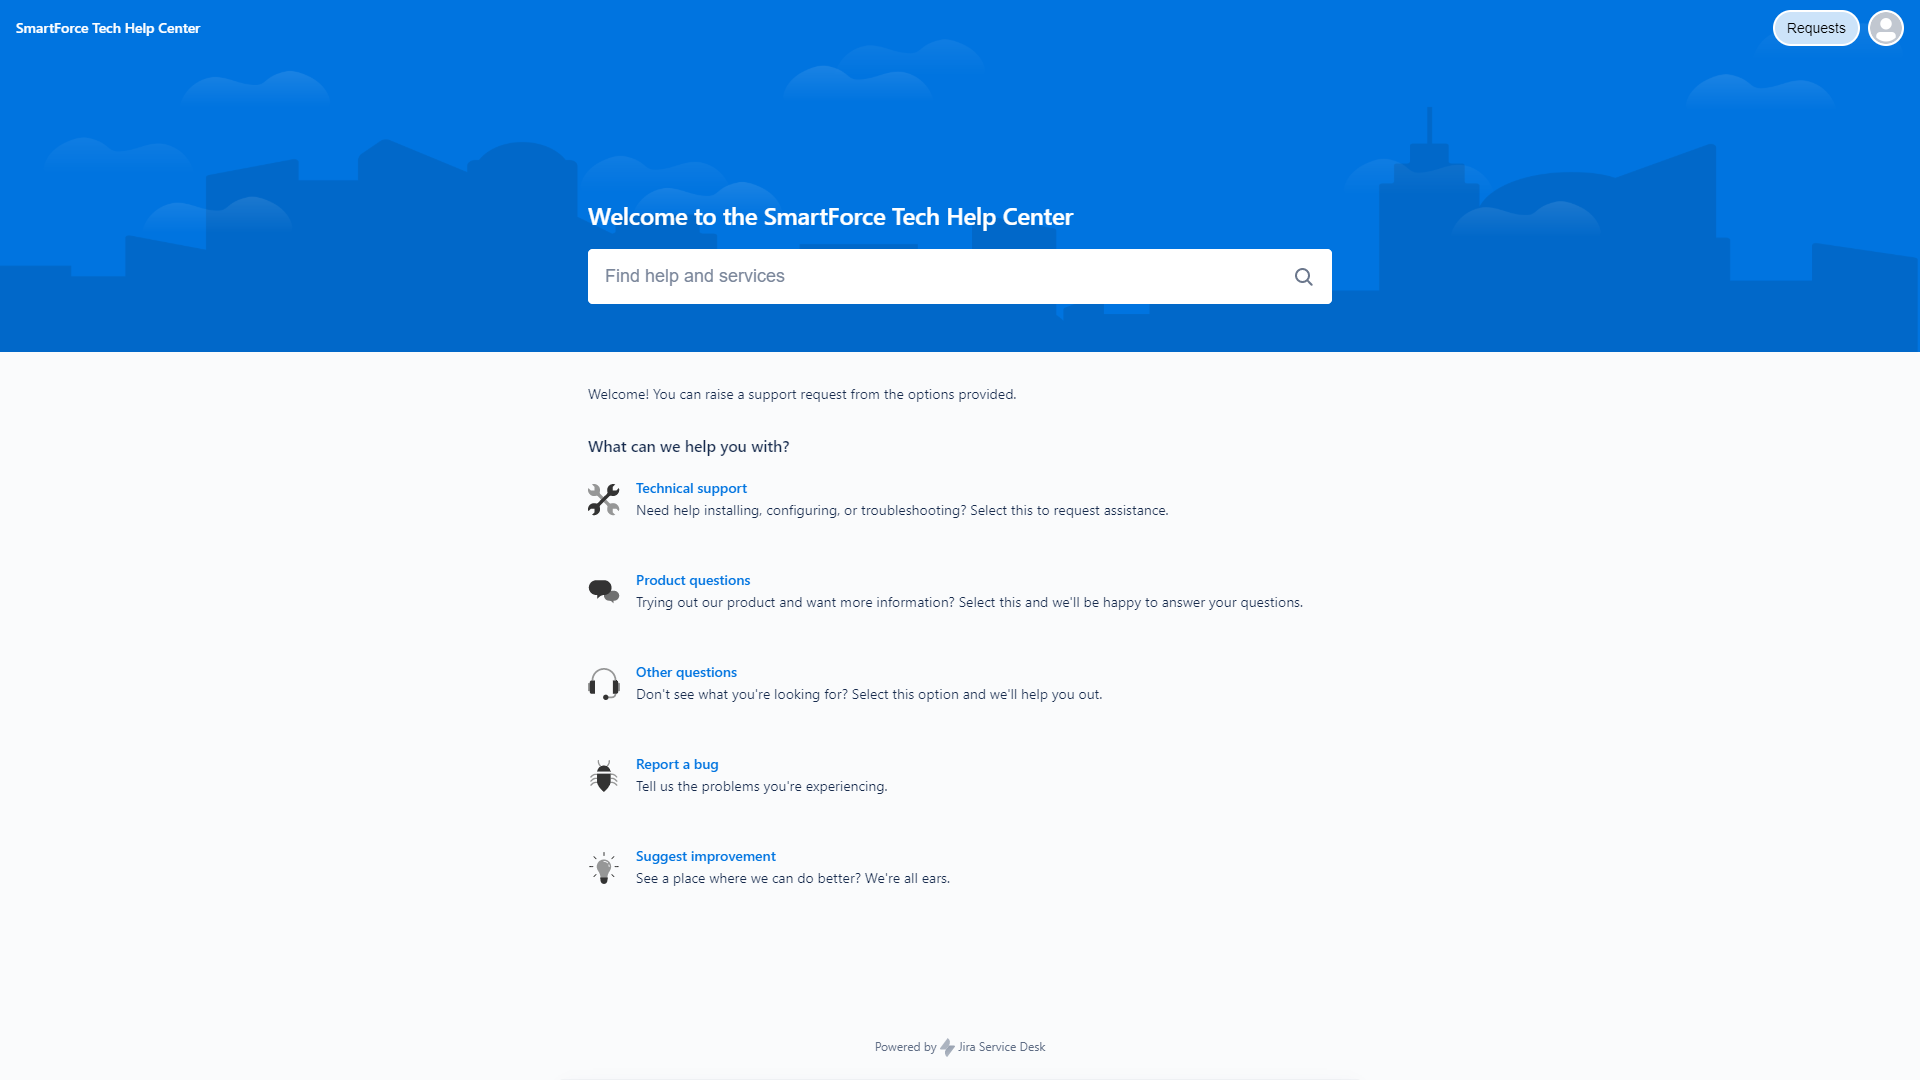 SmartForce Tech Help Center
Requests
Welcome to the SmartForce Tech Help Center
Find help and services
Welcome! You can raise a support request from the options provided.
What can we help you with?
Technical support
Need help installing, configuring, or troubleshooting? Select this to request assistance.
Product questions
Trying out our product and want more information? Select this and we'll be happy to answer your questions.
Other questions
Don't see what you're looking for? Select this option and we'll help you out.
Report a bug
Tell us the problems you're experiencing.
Suggest improvement
See a place where we can do better? We're all ears.
Powered by Jira Service Desk